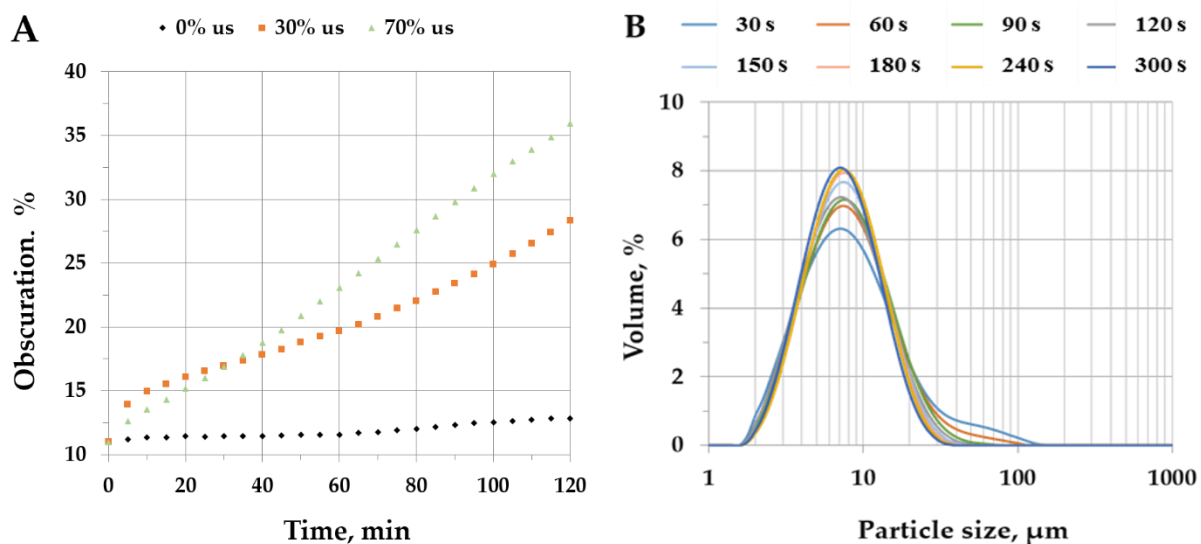 A
0% us 30% us 70% us
40
35
30
25
20
15
10
Obscuration. %
0 20 40 60 80 100 120
Time, min
B
30 s 60 s 90 s 120 s
150 s 180 s 240 s 300 s
10
8
6
4
2
0
Volume, %
1 10 100 1000
Particle size, µm